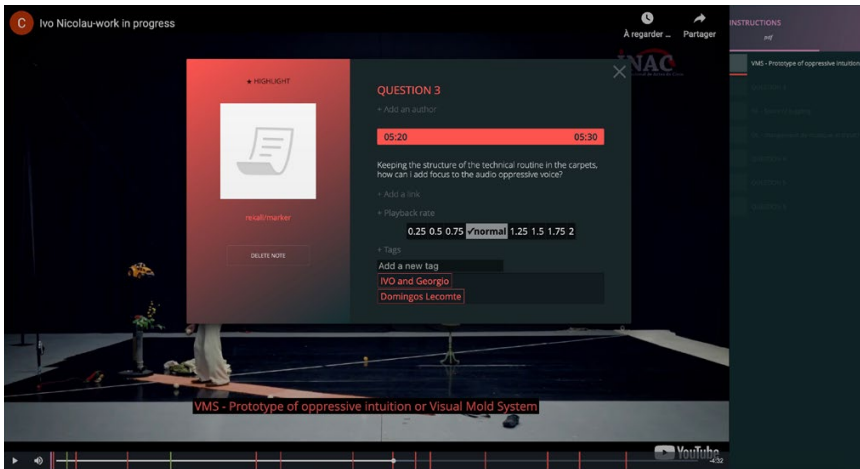 C Ivo Nicolau-work in progress
À regarder ... Partager
INAC
INSTRUCTIONS
VMS - Prototype of oppressive intuition
★ HIGHLIGHT
rekall/marker
DELETE NOTE
QUESTION 3
+ Add an author
05:20 05:30
Keeping the structure of the technical routine in the carpets,
how can i add focus to the audio oppressive voice?
+ Add a link
+ Playback rate
0.25 0.5 0.75 ✓normal 1.25 1.5 1.75 2
+ Tags
Add a new tag
IVO and Georgio
Domingos Lecomte
VMS - Prototype of oppressive intuition or Visual Mold System
YouTube
-4:32